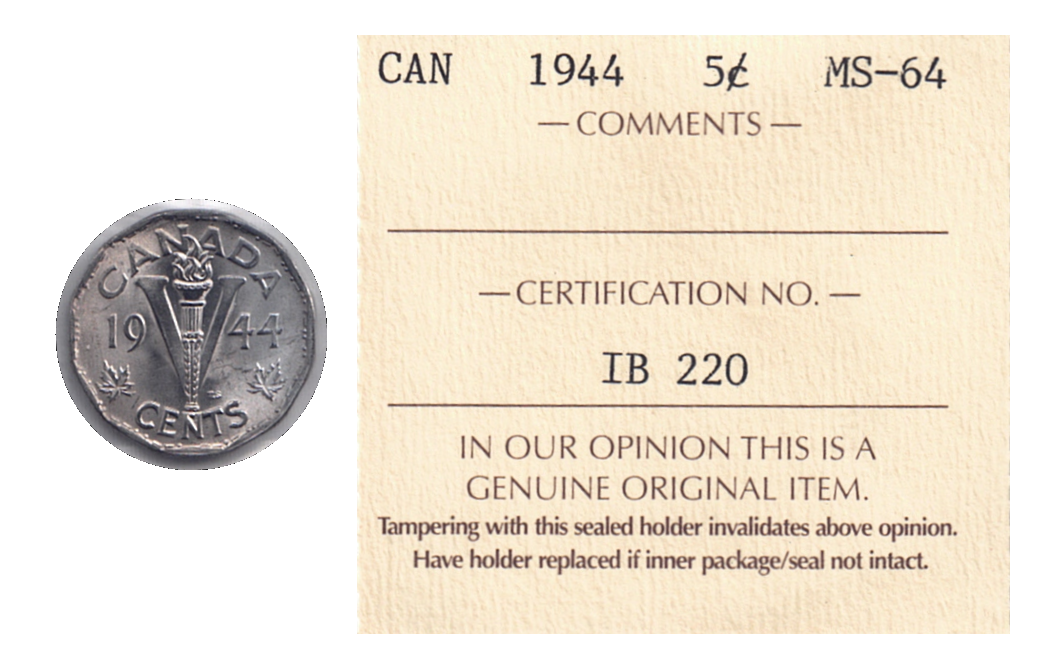 CANADA
19 44
CENTS
CAN 1944 5¢ MS-64
— COMMENTS —
— CERTIFICATION NO. —
IB 220
IN OUR OPINION THIS IS A
GENUINE ORIGINAL ITEM.
Tampering with this sealed holder invalidates above opinion.
Have holder replaced if inner package/seal not intact.